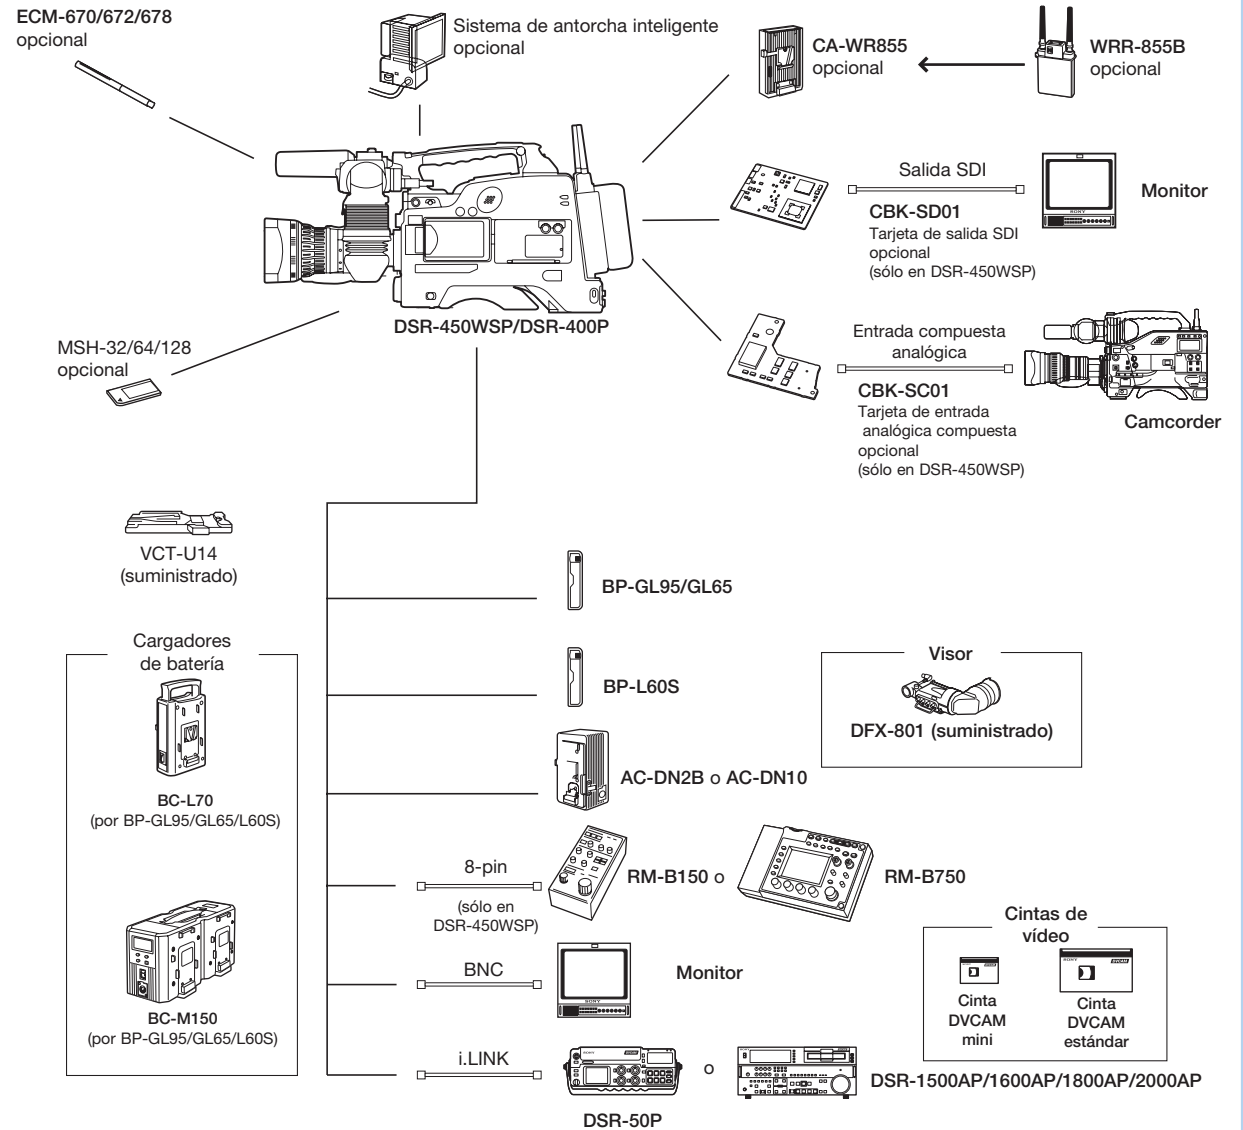 ECM-670/672/678
opcional
Sistema de antorcha inteligente
opcional
CA-WR855
opcional
WRR-855B
opcional
Salida SDI
CBK-SD01
Tarjeta de salida SDI
opcional
(sólo en DSR-450WSP)
SONY
Monitor
DSR-450WSP/DSR-400P
MSH-32/64/128
opcional
Entrada compuesta
analógica
CBK-SC01
Tarjeta de entrada
analógica compuesta
opcional
(sólo en DSR-450WSP)
Camcorder
VCT-U14
(suministrado)
Cargadores
de batería
BC-L70
(por BP-GL95/GL65/L60S)
BC-M150
(por BP-GL95/GL65/L60S)
BP-GL95/GL65
BP-L60S
Visor
DFX-801 (suministrado)
AC-DN2B o AC-DN10
8-pin
(sólo en
DSR-450WSP)
RM-B150 o
RM-B750
BNC
SONY
Monitor
Cintas de
vídeo
SONY
DVCAM
Cinta
DVCAM
mini
Cinta
DVCAM
estándar
i.LINK
SONY
DSR-50P
o
DSR-1500AP/1600AP/1800AP/2000AP